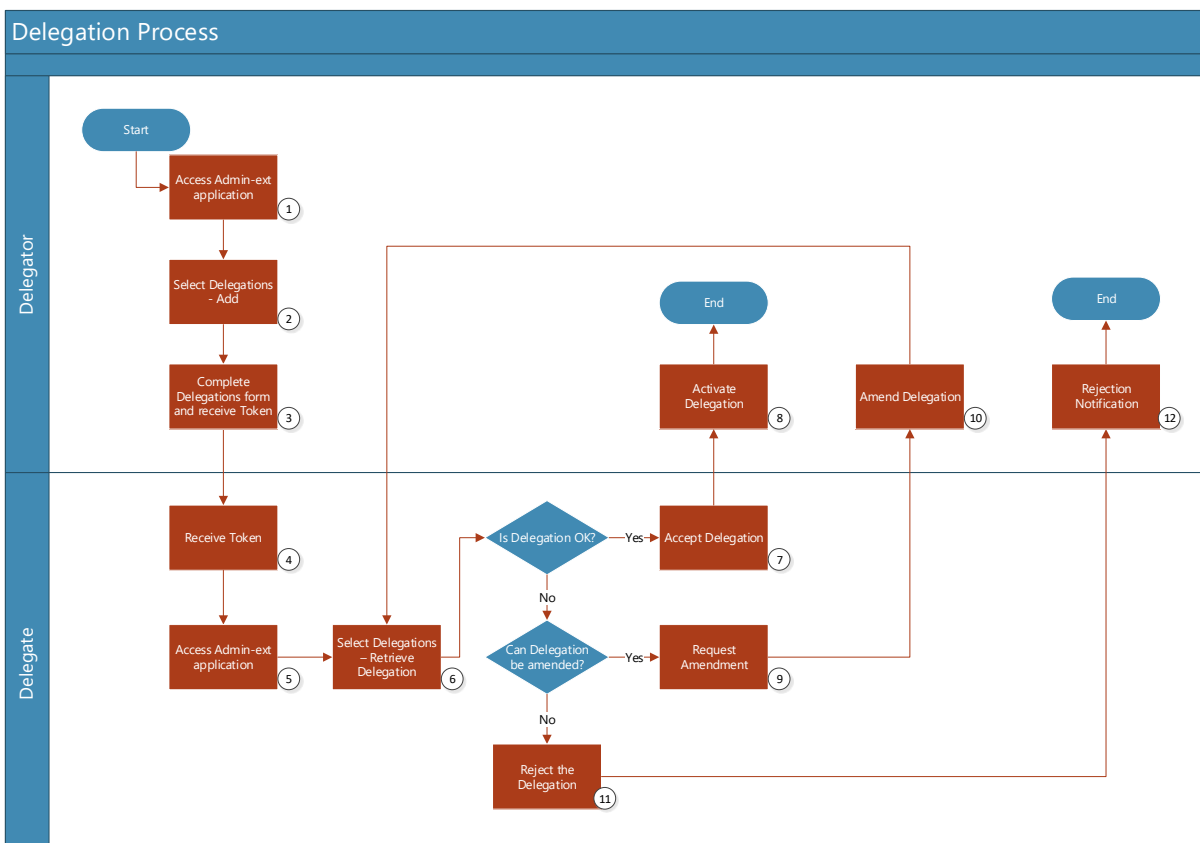 Delegation Process
Delegator
Start
Access Admin-ext
application
1
Select Delegations
- Add
2
Complete
Delegations form
and receive Token
3
End
Activate
Delegation
8
Amend Delegation
10
End
Rejection
Notification
12
Delegate
Receive Token
4
Access Admin-ext
application
5
Select Delegations
– Retrieve
Delegation
6
Is Delegation OK?
Yes
Accept Delegation
7
No
Can Delegation
be amended?
Yes
Request
Amendment
9
No
Reject the
Delegation
11